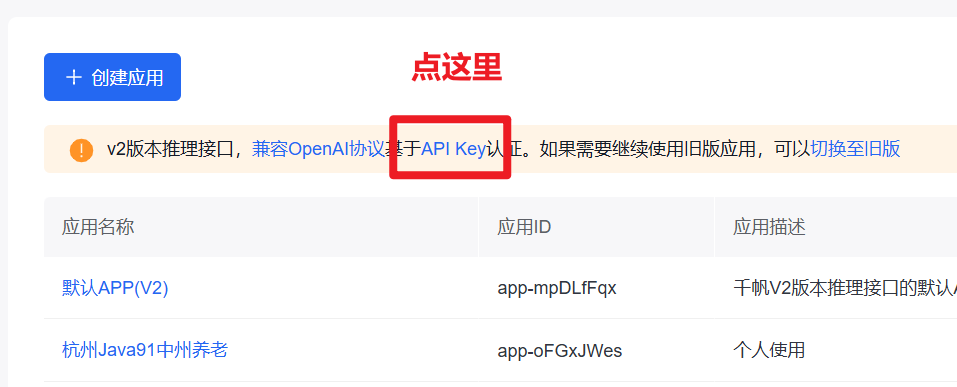 点这里
创建应用
v2版本推理接口，兼容OpenAI协议基于API Key认证。如果需要继续使用旧版应用，可以切换至旧版
应用名称 应用ID 应用描述
默认APP(V2) app-mpDLfFqx 千帆V2版本推理接口的默认
杭州Java91中州养老 app-oFGxJWes 个人使用